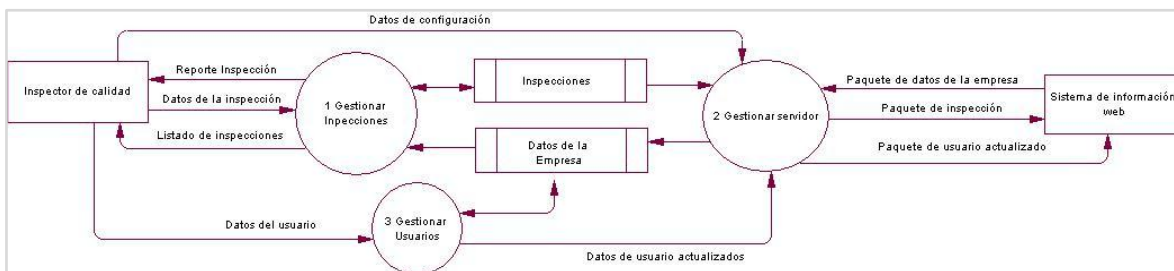 Datos de configuración
Reporte Inspección
Inspector de calidad
Datos de la inspección
Listado de inspecciones
1 Gestionar
Inpecciones
Inspecciones
Datos de la
Empresa
2 Gestionar servidor
Paquete de datos de la empresa
Paquete de inspección
Paquete de usuario actualizado
Sistema de información
web
Datos del usuario
3 Gestionar
Usuarios
Datos de usuario actualizados